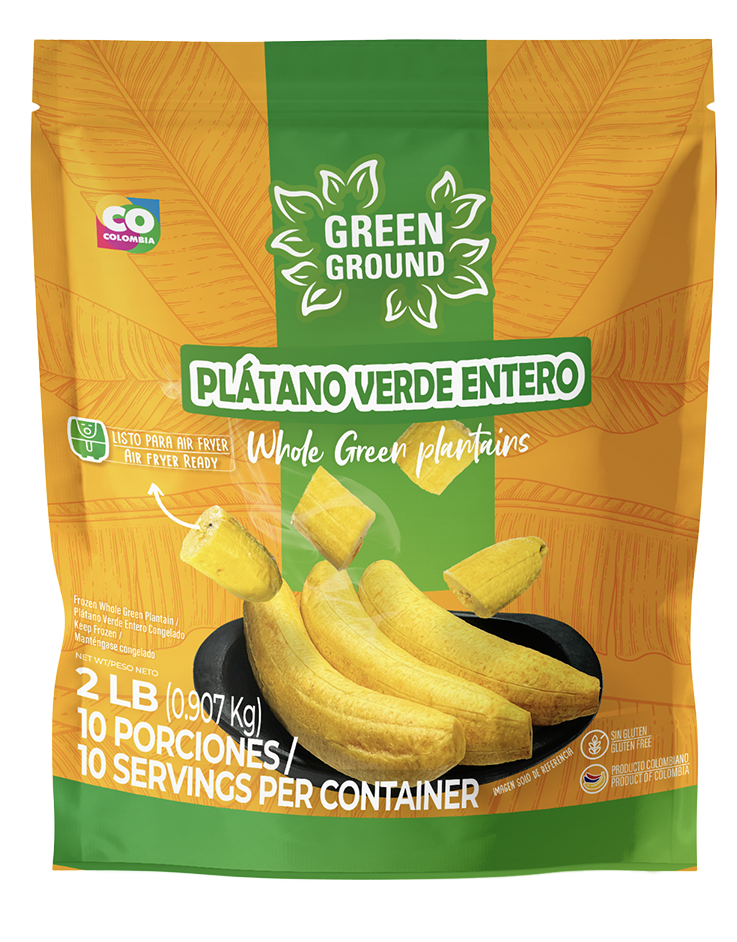 CO
COLOMBIA
GREEN
GROUND
PLÁTANO VERDE ENTERO
Whole Green plantains
LISTO PARA AIR FRYER
AIR FRYER READY
Frozen Whole Green Plantain /
Plátano Verde Entero Congelado
Keep Frozen /
Manténgase congelado
NET WT/PESO NETO
2 LB (0.907 Kg)
10 PORCIONES /
10 SERVINGS PER CONTAINER
IMAGEN SOLO DE REFERENCIA
SIN GLUTEN
GLUTEN FREE
PRODUCTO COLOMBIANO
PRODUCT OF COLOMBIA